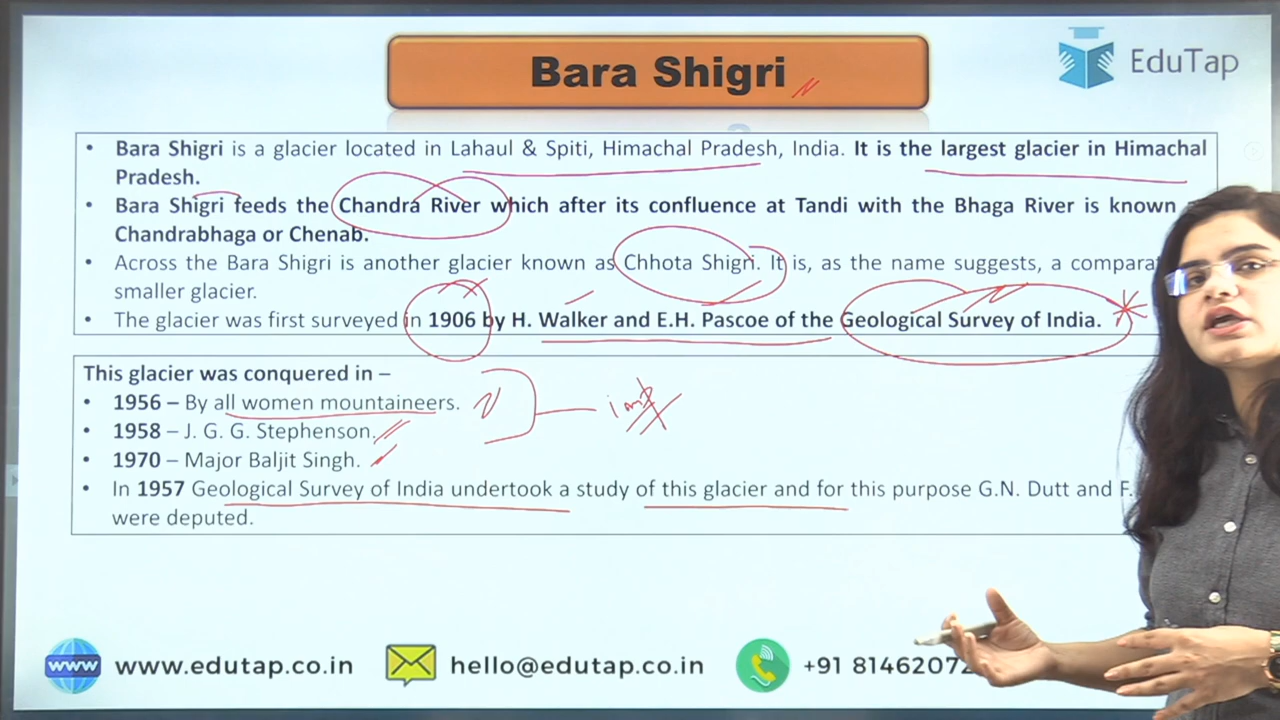 Bara Shigri
EduTap
• Bara Shigri is a glacier located in Lahaul & Spiti, Himachal Pradesh, India. It is the largest glacier in Himachal
Pradesh.
• Bara Shigri feeds the Chandra River which after its confluence at Tandi with the Bhaga River is known
Chandrabhaga or Chenab.
• Across the Bara Shigri is another glacier known as Chhota Shigri. It is, as the name suggests, a
smaller glacier.
• The glacier was first surveyed in 1906 by H. Walker and E.H. Pascoe of the Geological Survey of India.
This glacier was conquered in –
• 1956 – By all women mountaineers.
imp
• 1958 – J. G. G. Stephenson.
• 1970 – Major Baljit Singh.
• In 1957 Geological Survey of India undertook a study of this glacier and for this purpose G.N. Dutt and F.
were deputed.
www
www.edutap.co.in
hello@edutap.co.in
+91 8146207